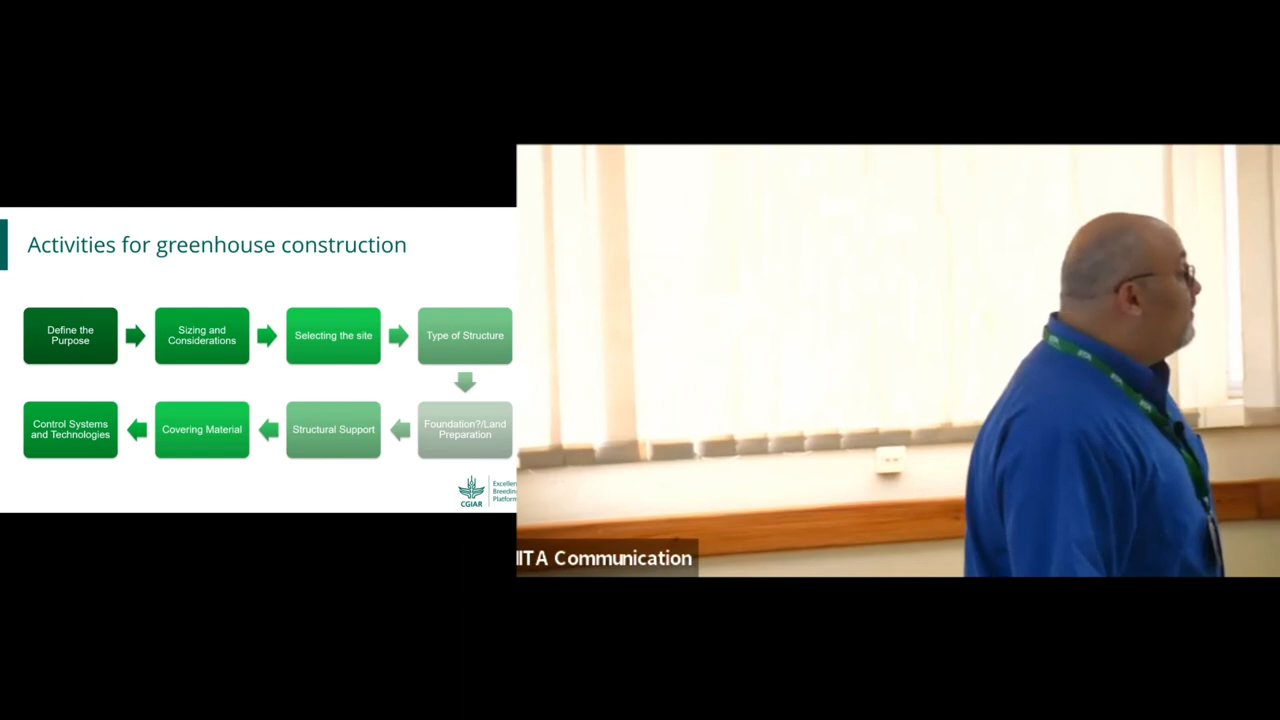 Activities for greenhouse construction
Define the
Purpose
Sizing and
Considerations
Selecting the site
Type of Structure
Control Systems
and Technologies
Covering Material
Structural Support
Foundation?/Land
Preparation
CGIAR
Breeding
IITA Communication